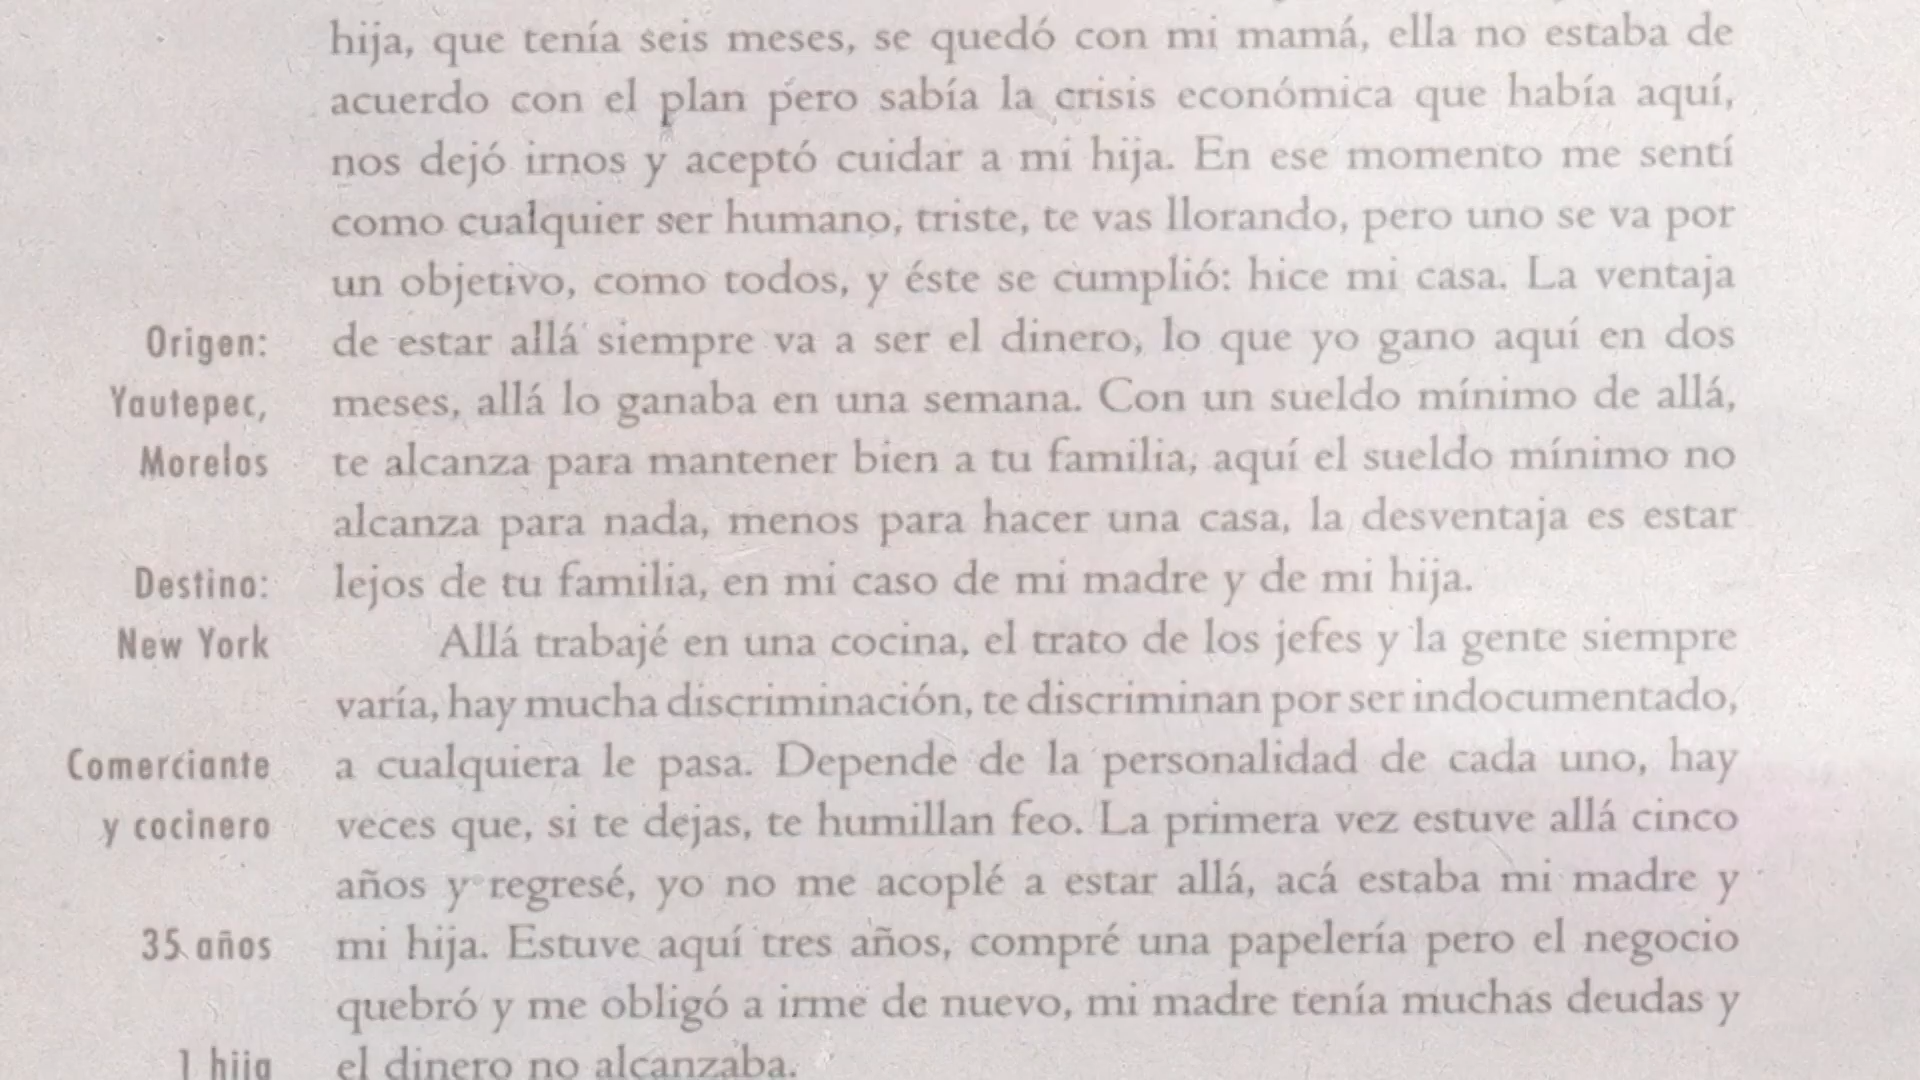 hija, que tenía seis meses, se quedó con mi mamá, ella no estaba de
acuerdo con el plan pero sabía la crisis económica que había aquí,
nos dejó irnos y aceptó cuidar a mi hija. En ese momento me sentí
como cualquier ser humano, triste, te vas llorando, pero uno se va por
un objetivo, como todos, y éste se cumplió: hice mi casa. La ventaja
de estar allá siempre va a ser el dinero, lo que yo gano aquí en dos
meses, allá lo ganaba en una semana. Con un sueldo mínimo de allá,
te alcanza para mantener bien a tu familia, aquí el sueldo mínimo no
alcanza para nada, menos para hacer una casa, la desventaja es estar
lejos de tu familia, en mi caso de mi madre y de mi hija.
Allá trabajé en una cocina, el trato de los jefes y la gente siempre
varía, hay mucha discriminación, te discriminan por ser indocumentado,
a cualquiera le pasa. Depende de la personalidad de cada uno, hay
veces que, si te dejas, te humillan feo. La primera vez estuve allá cinco
años y regresé, yo no me acoplé a estar allá, acá estaba mi madre y
mi hija. Estuve aquí tres años, compré una papelería pero el negocio
quebró y me obligó a irme de nuevo, mi madre tenía muchas deudas y
el dinero no alcanzaba.
Origen:
Yautepec,
Morelos
Destino:
New York
Comerciante
y cocinero
35 años
1 hija